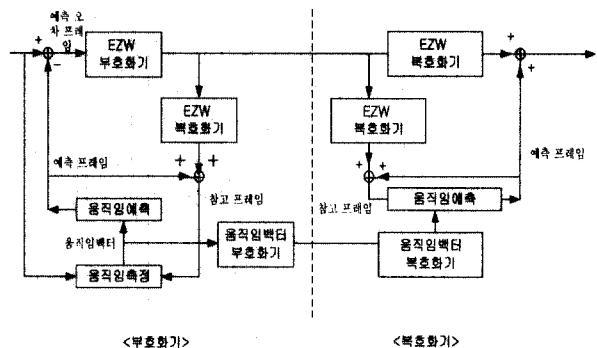 예측 오
차 프레
임
+
−
EZW
부호화기
EZW
복호화기
+
+
예측 프레임
참고 프레임
움직임예측
움직임백터
움직임백터
부호화기
움직임측정
<부호화기>
EZW
복호화기
+
+
EZW
복호화기
예측 프레임
+
+
참고 프레임
움직임예측
움직임백터
복호화기
<복호화기>